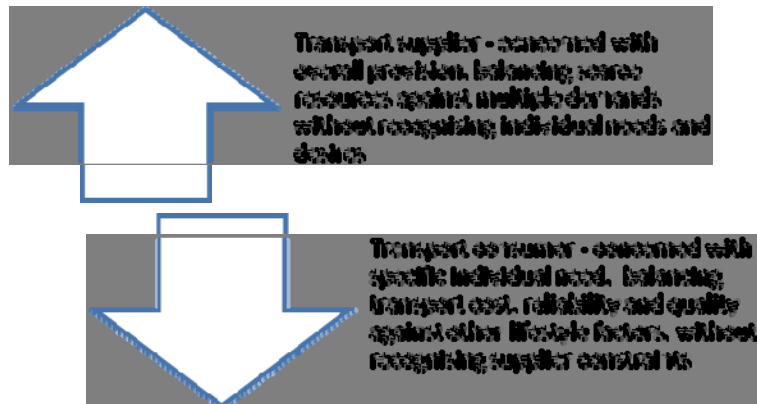 Transport supplier - concerned with
overall provision, balancing scarce
resources against multiple demands
without recognising individual needs and
desires
Transport consumer - concerned with
specific individual need, balancing
transport cost, reliability and quality
against other lifestyle factors, without
recognising supplier constraints